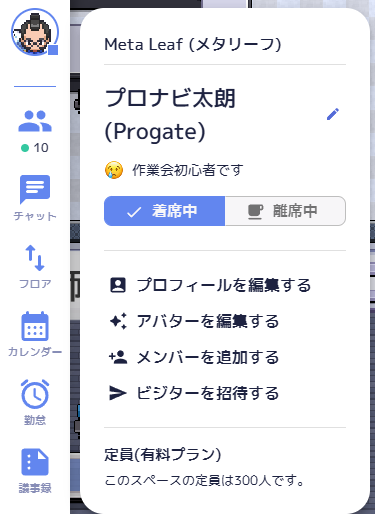 10
チャット
フロア
カレンダー
勤怠
議事録
Meta Leaf (メタリーフ)
プロナビ太朗
(Progate)
作業会初心者です
着席中
離席中
プロフィールを編集する
アバターを編集する
メンバーを追加する
ビジターを招待する
定員(有料プラン)
このスペースの定員は300人です。